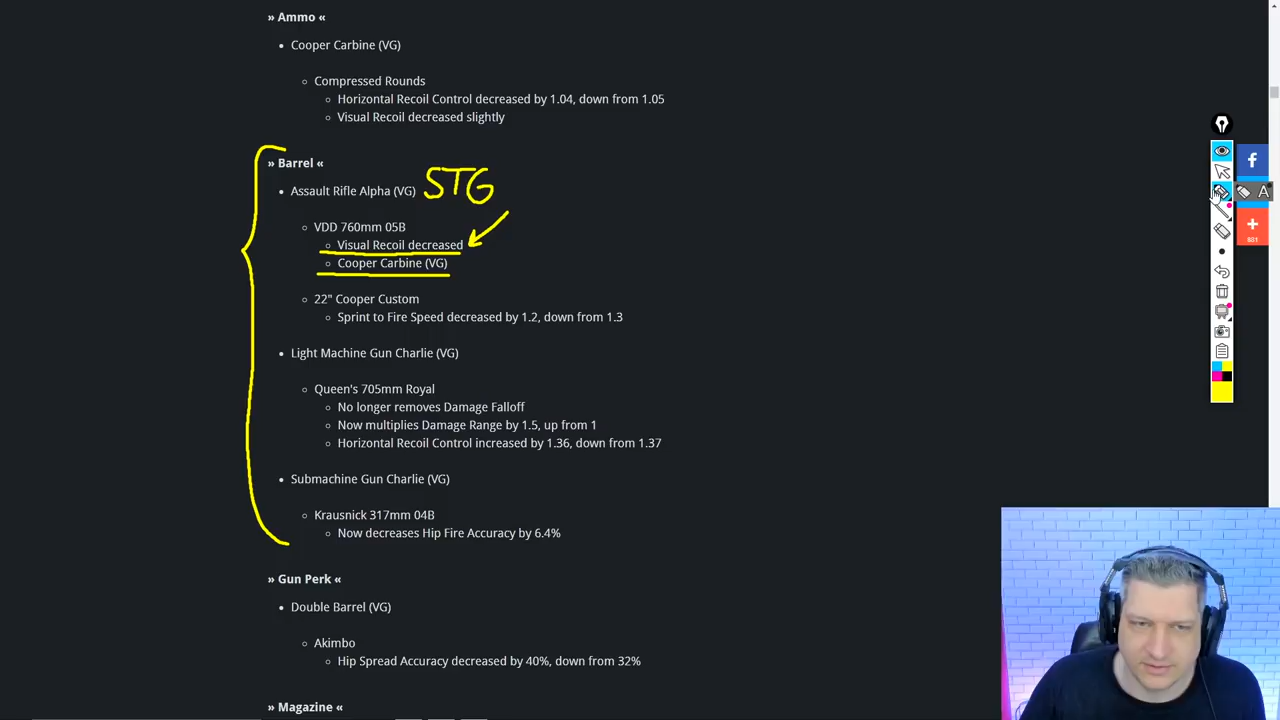 » Ammo «
• Cooper Carbine (VG)
○ Compressed Rounds
○ Horizontal Recoil Control decreased by 1.04, down from 1.05
○ Visual Recoil decreased slightly
» Barrel «
• Assault Rifle Alpha (VG) STG
○ VDD 760mm 05B
○ Visual Recoil decreased
○ Cooper Carbine (VG)
○ 22" Cooper Custom
○ Sprint to Fire Speed decreased by 1.2, down from 1.3
• Light Machine Gun Charlie (VG)
○ Queen's 705mm Royal
○ No longer removes Damage Falloff
○ Now multiplies Damage Range by 1.5, up from 1
○ Horizontal Recoil Control increased by 1.36, down from 1.37
• Submachine Gun Charlie (VG)
○ Krausnick 317mm 04B
○ Now decreases Hip Fire Accuracy by 6.4%
» Gun Perk «
• Double Barrel (VG)
○ Akimbo
○ Hip Spread Accuracy decreased by 40%, down from 32%
» Magazine «
f
A
+
881